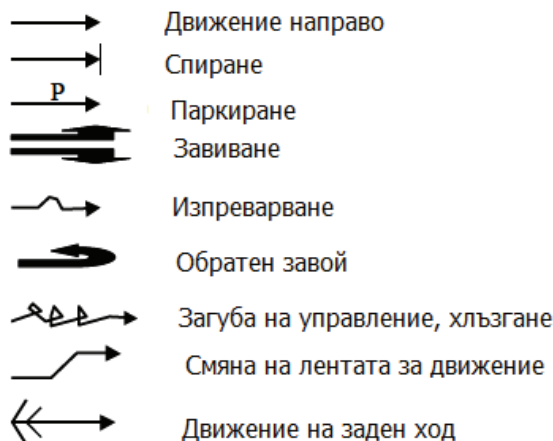 Движение направо
Спиране
P
Паркиране
Завиване
Изпреварване
Обратен завой
Загуба на управление, хлъзгане
Смяна на лентата за движение
Движение на заден ход